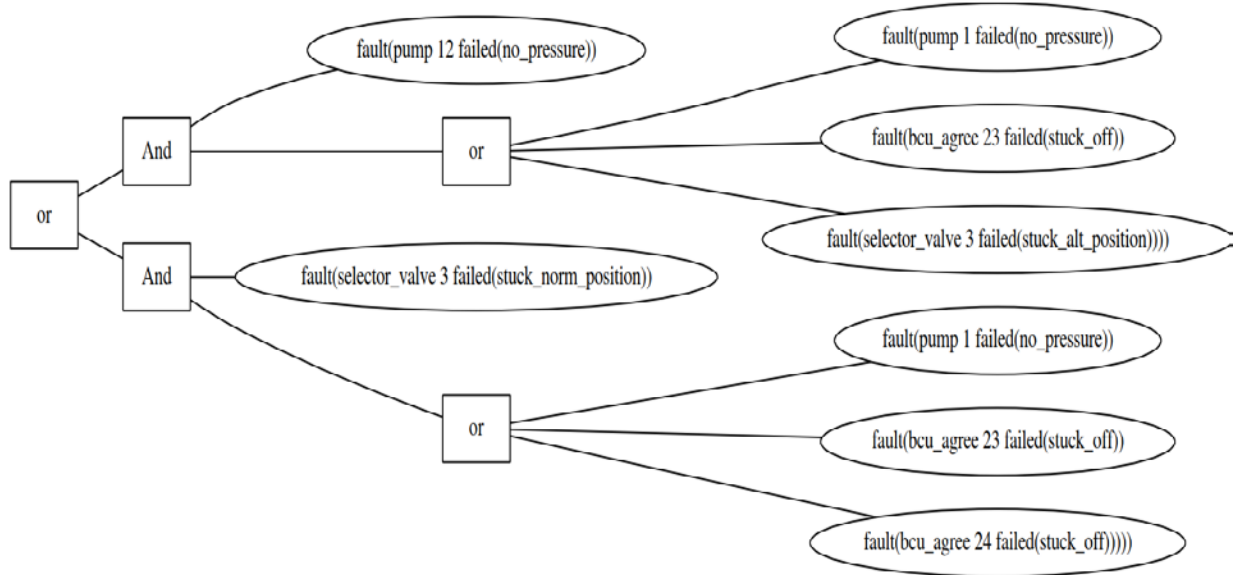 fault(pump 12 failed(no_pressure))
fault(pump 1 failed(no_pressure))
And
or
fault(bcu_agree 23 failed(stuck_off))
or
fault(selector_valve 3 failed(stuck_alt_position))))
And
fault(selector_valve 3 failed(stuck_norm_position))
fault(pump 1 failed(no_pressure))
or
fault(bcu_agree 23 failed(stuck_off))
fault(bcu_agree 24 failed(stuck_off)))))